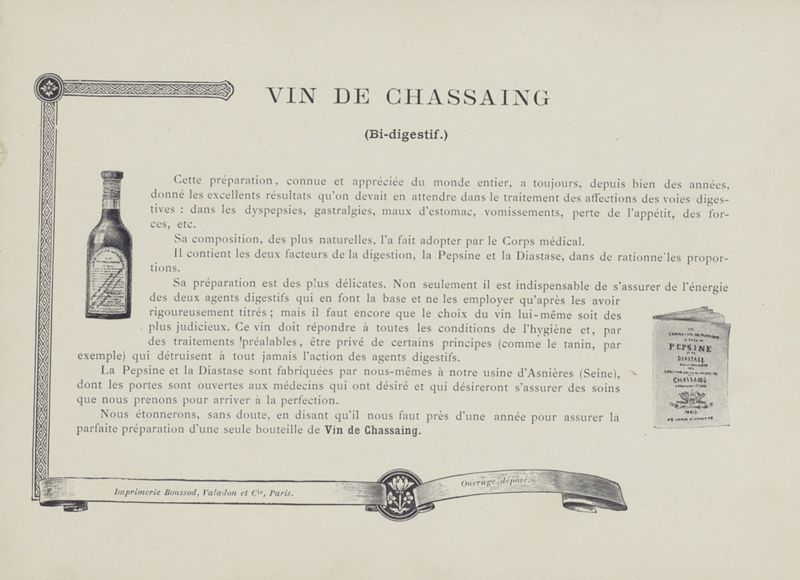 VIN DE CHASSAING
(Bi-digestif.)
Cette préparation, connue et appréciée du monde entier, a toujours, depuis bien des années,
donné les excellents résultats qu'on devait en attendre dans le traitement des affections des voies diges-
tives : dans les dyspepsies, gastralgies, maux d'estomac, vomissements, perte de l'appétit, des for-
ces, etc.
Sa composition, des plus naturelles, l'a fait adopter par le Corps médical.
Il contient les deux facteurs de la digestion, la Pepsine et la Diastase, dans de rationne'les propor-
tions.
Sa préparation est des plus délicates. Non seulement il est indispensable de s'assurer de l'énergie
des deux agents digestifs qui en font la base et ne les employer qu'après les avoir
rigoureusement titrés ; mais il faut encore que le choix du vin lui-même soit des
plus judicieux. Ce vin doit répondre à toutes les conditions de l'hygiène et, par
des traitements préalables, être privé de certains principes (comme le tanin, par
exemple) qui détruisent à tout jamais l'action des agents digestifs.
La Pepsine et la Diastase sont fabriquées par nous-mêmes à notre usine d'Asnières (Seine),
dont les portes sont ouvertes aux médecins qui ont désiré et qui désireront s'assurer des soins
que nous prenons pour arriver à la perfection.
Nous étonnerons, sans doute, en disant qu'il nous faut près d'une année pour assurer la
parfaite préparation d'une seule bouteille de Vin de Chassaing.
PEPSINE
DIASTASE
CHASSAING
PARIS
Imprimerie Boussod, Valadon et Cie, Paris.
Ouvrage déposé.